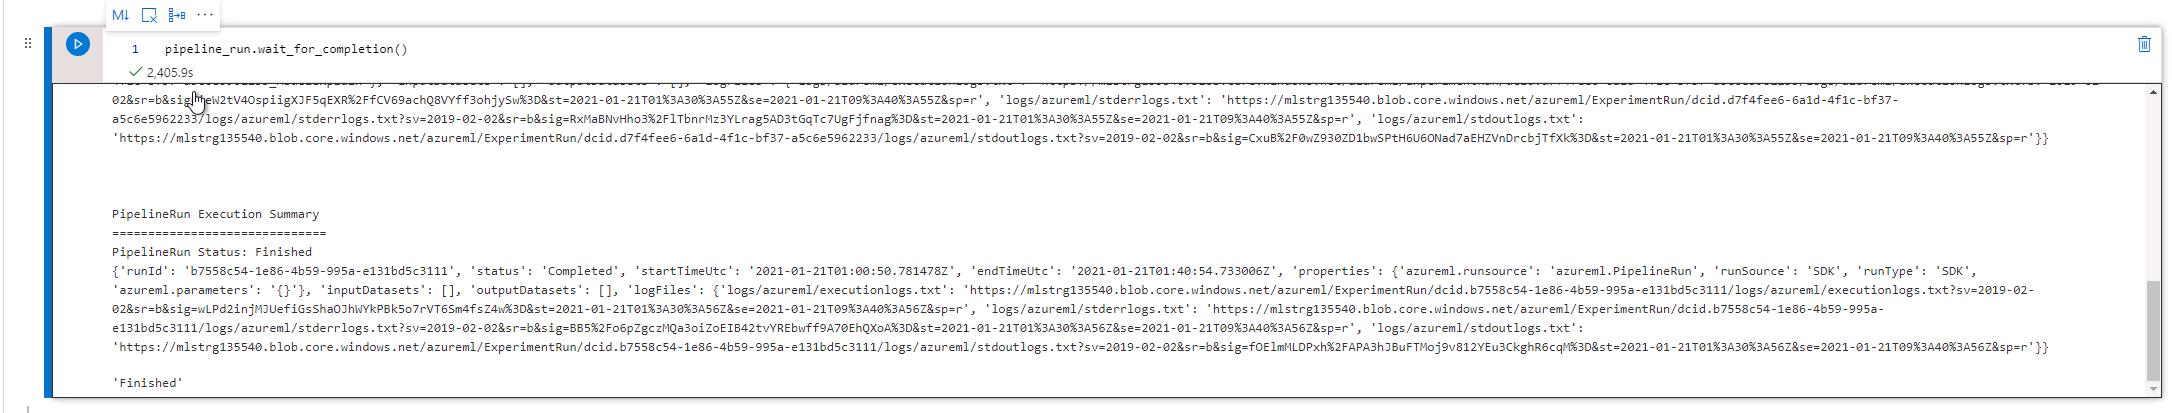 M↓
1 pipeline_run.wait_for_completion()
2,405.9s
02&sr=b&sig=eW2tV4OspiigXJF5qEXR%2FfCV69achQ8VYff3ohjySw%3D&st=2021-01-21T01%3A30%3A55Z&se=2021-01-21T09%3A40%3A55Z&sp=r', 'logs/azureml/stderrlogs.txt': 'https://mlstrg135540.blob.core.windows.net/azureml/ExperimentRun/dcid.d7f4fee6-6a1d-4f1c-bf37-
a5c6e5962233/logs/azureml/stderrlogs.txt?sv=2019-02-02&sr=b&sig=RxMaBNvHho3%2FlTbnrMz3YLrag5AD3tGqTc7UgFjfnag%3D&st=2021-01-21T01%3A30%3A55Z&se=2021-01-21T09%3A40%3A55Z&sp=r', 'logs/azureml/stdoutlogs.txt':
'https://mlstrg135540.blob.core.windows.net/azureml/ExperimentRun/dcid.d7f4fee6-6a1d-4f1c-bf37-a5c6e5962233/logs/azureml/stdoutlogs.txt?sv=2019-02-02&sr=b&sig=CxuB%2F0wZ930ZD1bwSPtH6U6ONad7aEHZVnDrcbjTfXk%3D&st=2021-01-21T01%3A30%3A55Z&se=2021-01-21T09%3A40%3A55Z&sp=r'}}
PipelineRun Execution Summary
==============================
PipelineRun Status: Finished
{'runId': 'b7558c54-1e86-4b59-995a-e131bd5c3111', 'status': 'Completed', 'startTimeUtc': '2021-01-21T01:00:50.781478Z', 'endTimeUtc': '2021-01-21T01:40:54.733006Z', 'properties': {'azureml.runsource': 'azureml.PipelineRun', 'runSource': 'SDK', 'runType': 'SDK',
'azureml.parameters': '{}'}, 'inputDatasets': [], 'outputDatasets': [], 'logFiles': {'logs/azureml/executionlogs.txt': 'https://mlstrg135540.blob.core.windows.net/azureml/ExperimentRun/dcid.b7558c54-1e86-4b59-995a-e131bd5c3111/logs/azureml/executionlogs.txt?sv=2019-02-
02&sr=b&sig=wLPd2injMJUefiGsShaOJhWYkPBk5o7rVT6Sm4fsZ4w%3D&st=2021-01-21T01%3A30%3A56Z&se=2021-01-21T09%3A40%3A56Z&sp=r', 'logs/azureml/stderrlogs.txt': 'https://mlstrg135540.blob.core.windows.net/azureml/ExperimentRun/dcid.b7558c54-1e86-4b59-995a-
e131bd5c3111/logs/azureml/stderrlogs.txt?sv=2019-02-02&sr=b&sig=BB5%2Fo6pZgczMQa3oiZoEIB42tvYREbwff9A70EhQXoA%3D&st=2021-01-21T01%3A30%3A56Z&se=2021-01-21T09%3A40%3A56Z&sp=r', 'logs/azureml/stdoutlogs.txt':
'https://mlstrg135540.blob.core.windows.net/azureml/ExperimentRun/dcid.b7558c54-1e86-4b59-995a-e131bd5c3111/logs/azureml/stdoutlogs.txt?sv=2019-02-02&sr=b&sig=fOElmMLDPxh%2FAPA3hJBuFTMoj9v812YEu3CkghR6cqM%3D&st=2021-01-21T01%3A30%3A56Z&se=2021-01-21T09%3A40%3A56Z&sp=r'}}
'Finished'